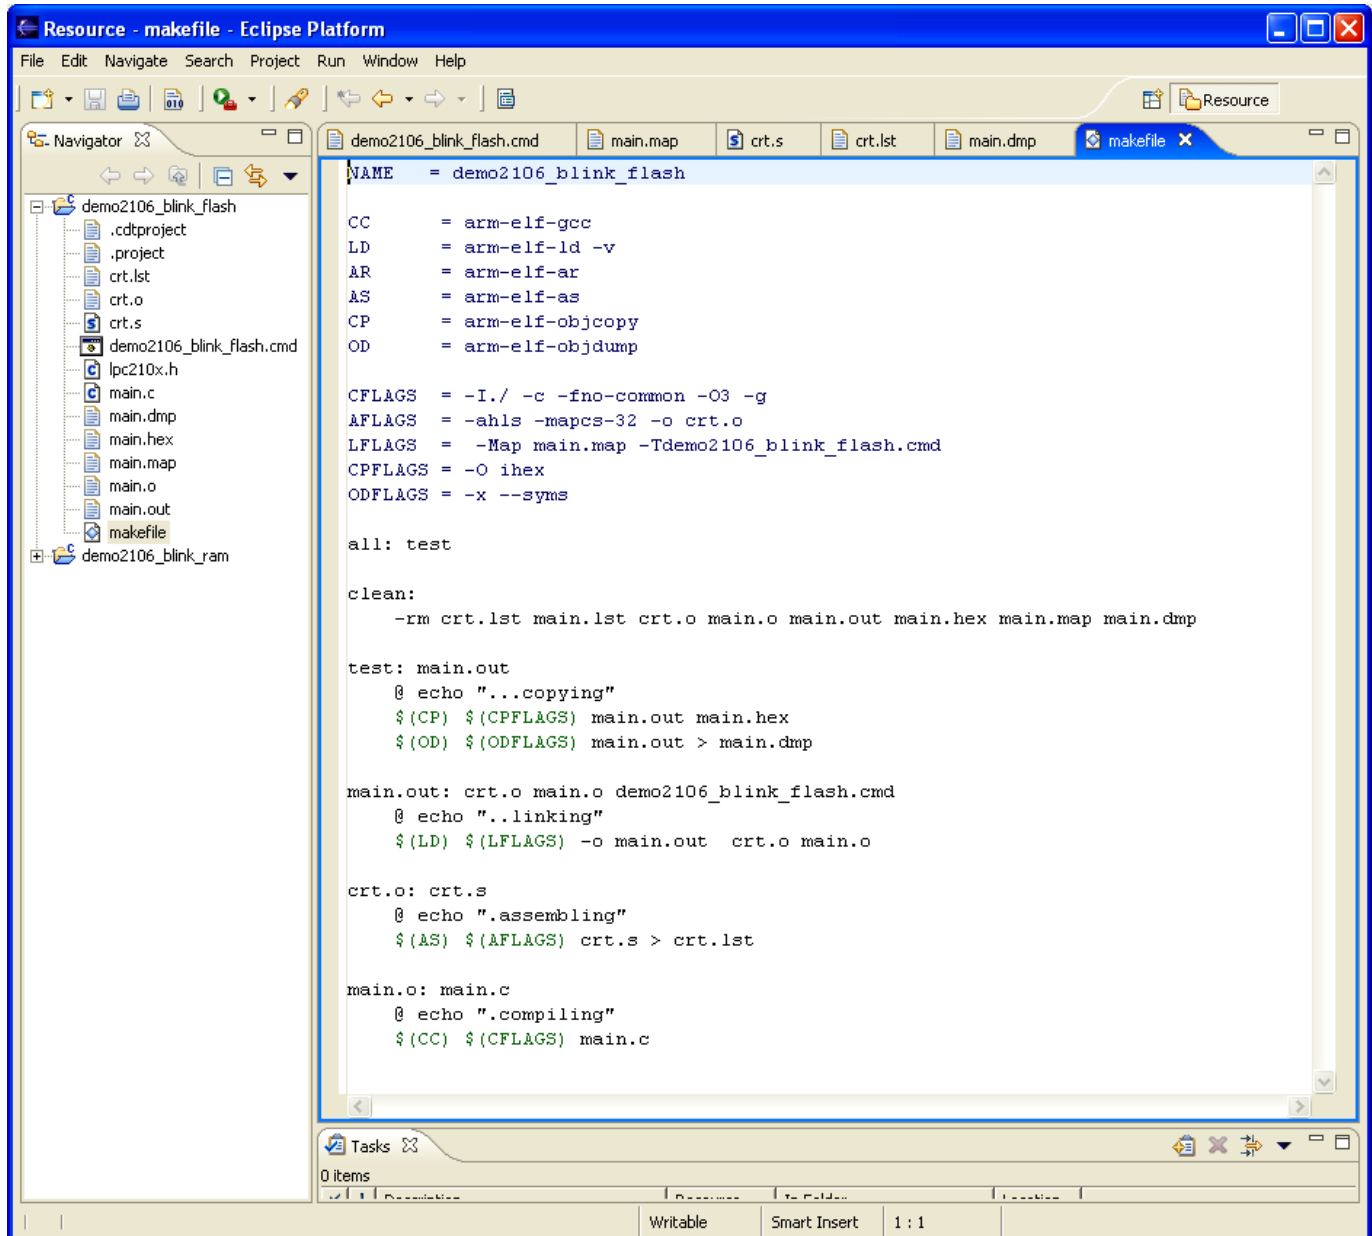 Resource - makefile - Eclipse Platform
File Edit Navigate Search Project Run Window Help
Resource
Navigator
demo2106_blink_flash
.cdtproject
.project
crt.lst
crt.o
crt.s
demo2106_blink_flash.cmd
lpc210x.h
main.c
main.dmp
main.hex
main.map
main.o
main.out
makefile
demo2106_blink_ram
demo2106_blink_flash.cmd main.map crt.s crt.lst main.dmp makefile
NAME   = demo2106_blink_flash
CC      = arm-elf-gcc
LD      = arm-elf-ld -v
AR      = arm-elf-ar
AS      = arm-elf-as
CP      = arm-elf-objcopy
OD      = arm-elf-objdump
CFLAGS  = -I./ -c -fno-common -O3 -g
AFLAGS  = -ahls -mapcs-32 -o crt.o
LFLAGS  =  -Map main.map -Tdemo2106_blink_flash.cmd
CPFLAGS = -O ihex
ODFLAGS = -x --syms
all: test
clean:
    -rm crt.lst main.lst crt.o main.o main.out main.hex main.map main.dmp
test: main.out
    @ echo "...copying"
    $(CP) $(CPFLAGS) main.out main.hex
    $(OD) $(ODFLAGS) main.out > main.dmp
main.out: crt.o main.o demo2106_blink_flash.cmd
    @ echo "..linking"
    $(LD) $(LFLAGS) -o main.out  crt.o main.o
crt.o: crt.s
    @ echo ".assembling"
    $(AS) $(AFLAGS) crt.s > crt.lst
main.o: main.c
    @ echo ".compiling"
    $(CC) $(CFLAGS) main.c
Tasks
0 items
Description Resource In Folder Location
Writable Smart Insert 1 : 1